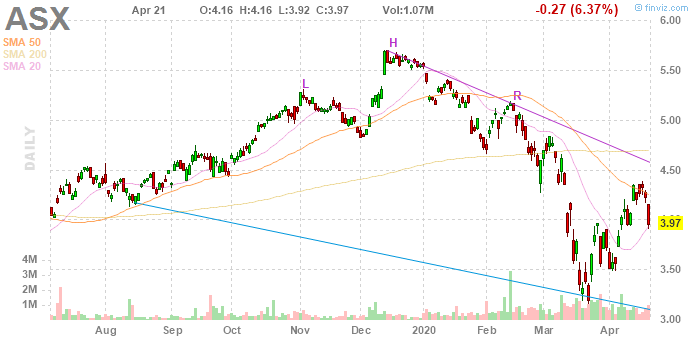 ASX
Apr 21 O:4.16 H:4.16 L:3.92 C:3.97 Vol:1.07M -0.27 (6.37%)
© finviz.com
SMA 50
SMA 200
SMA 20
DAILY
L
H
R
6.00
5.50
5.00
4.50
3.97
3.50
3.00
4M
3M
2M
1M
Aug Sep Oct Nov Dec 2020 Feb Mar Apr